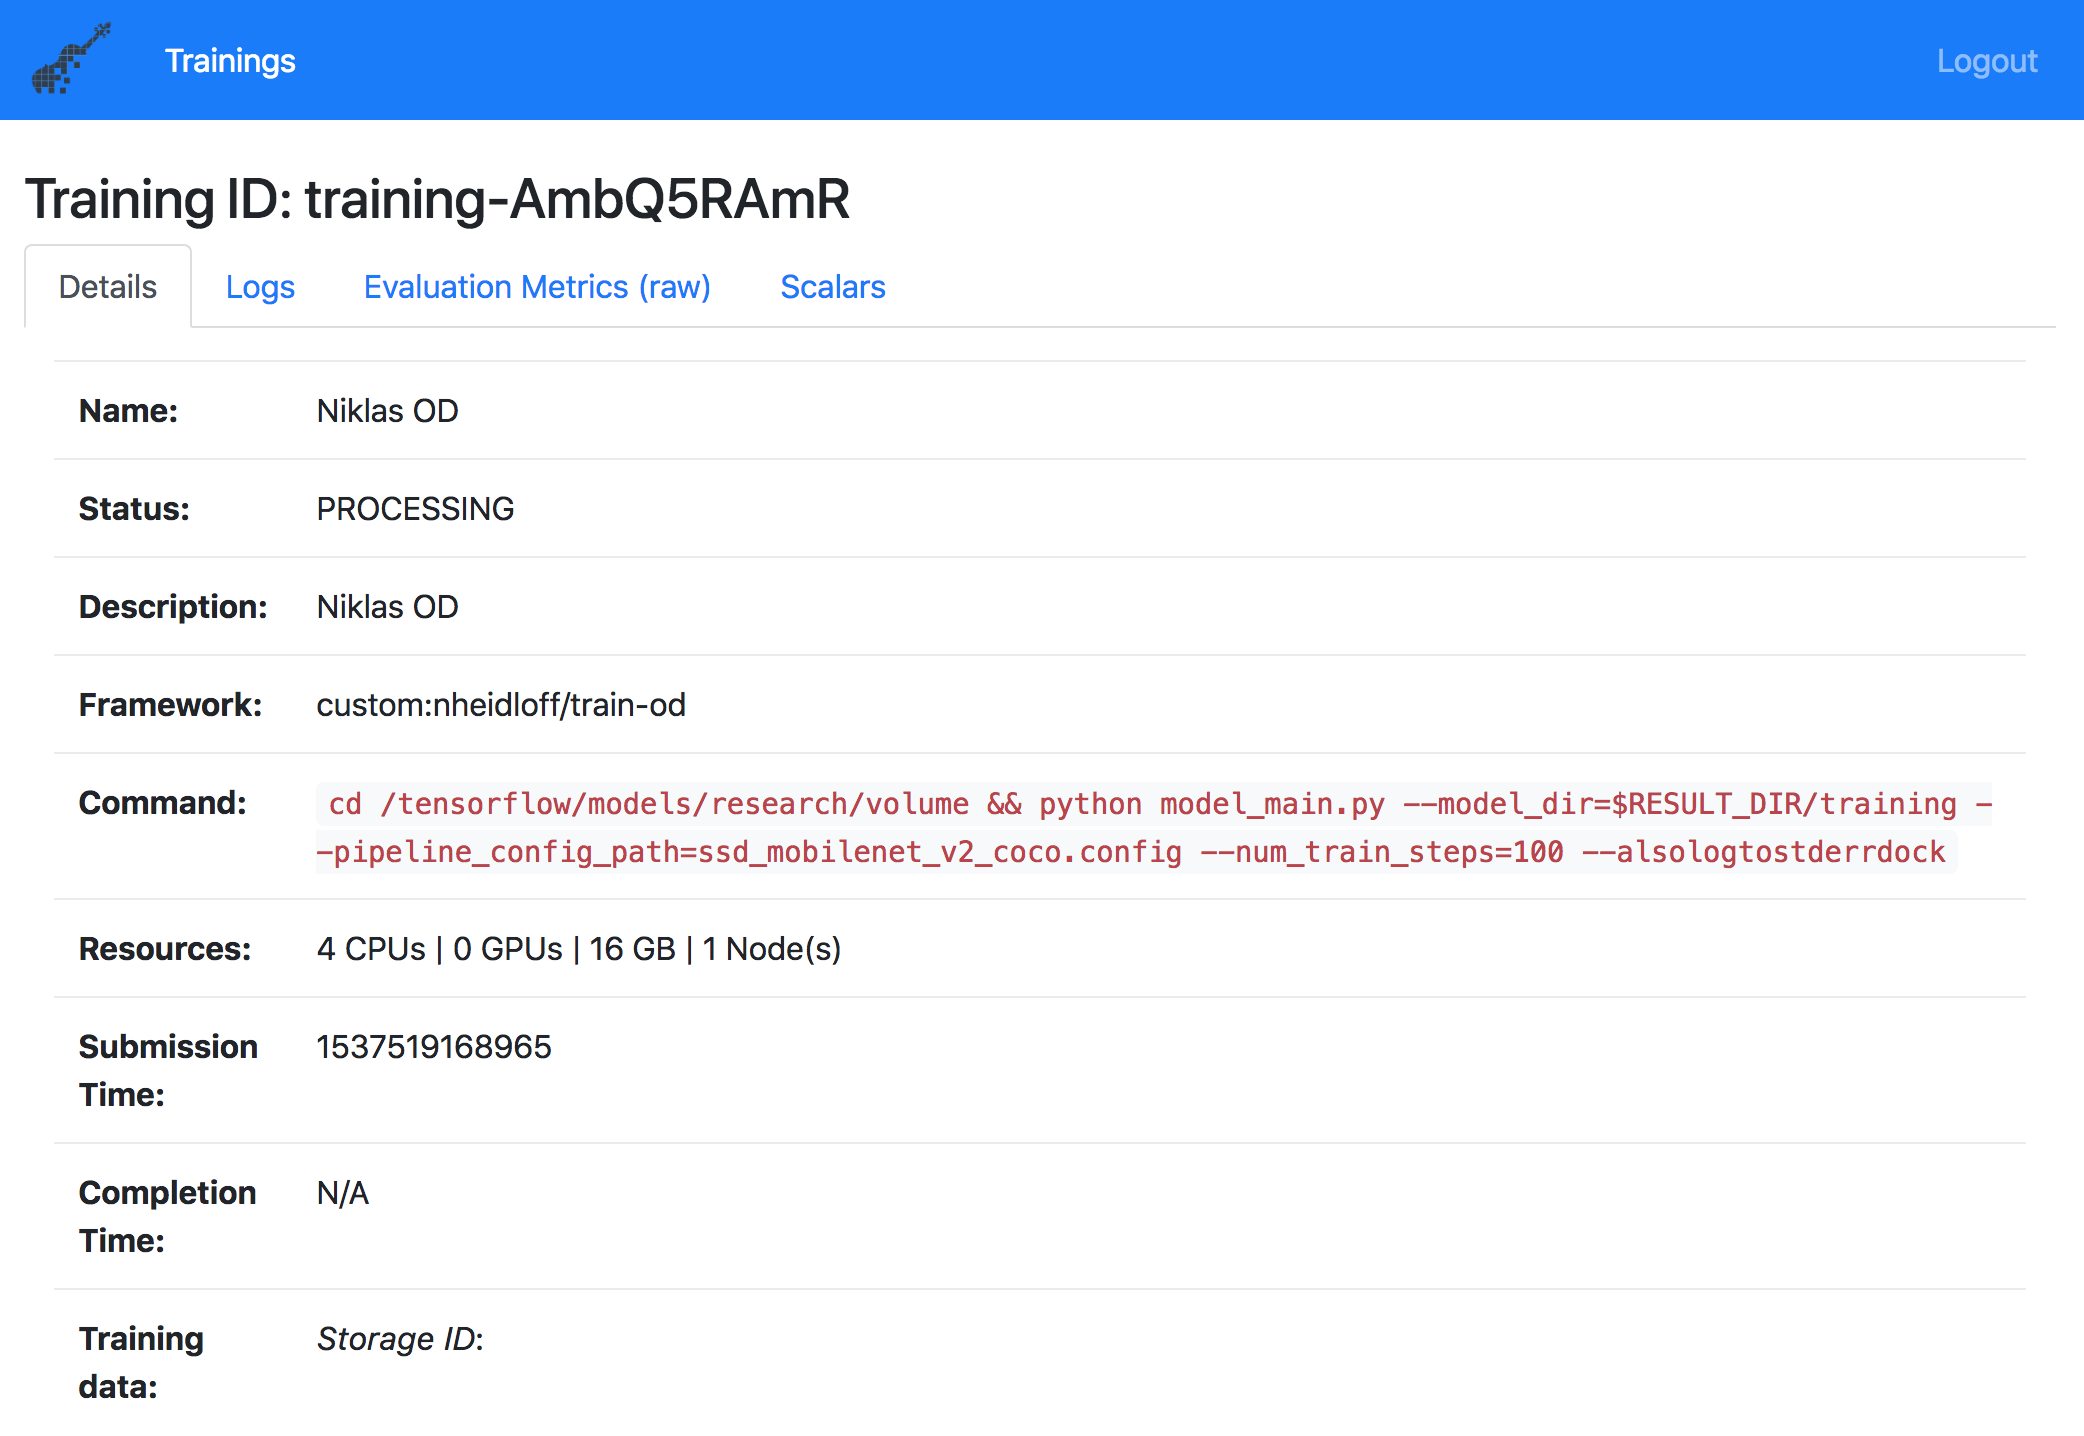 Trainings
Logout
Training ID: training-AmbQ5RAmR
Details
Logs
Evaluation Metrics (raw)
Scalars
Name:
Niklas OD
Status:
PROCESSING
Description:
Niklas OD
Framework:
custom:nheidloff/train-od
Command:
cd /tensorflow/models/research/volume && python model_main.py --model_dir=$RESULT_DIR/training -
-pipeline_config_path=ssd_mobilenet_v2_coco.config --num_train_steps=100 --alsologtostderrdock
Resources:
4 CPUs | 0 GPUs | 16 GB | 1 Node(s)
Submission
Time:
1537519168965
Completion
Time:
N/A
Training
data:
Storage ID: